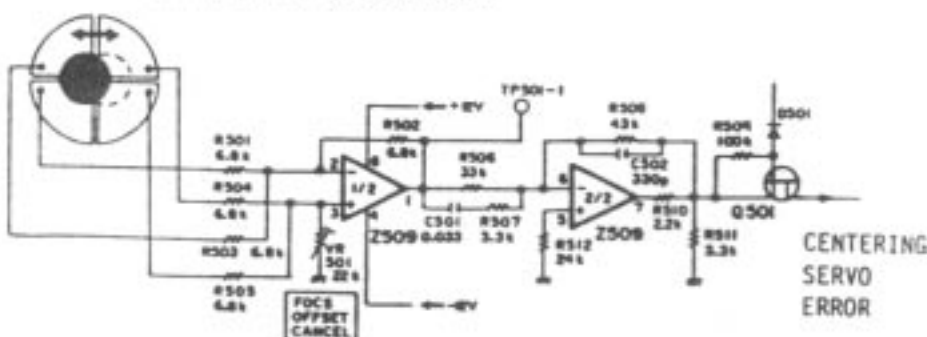 TP501-1
+12V
R508
43k
D501
R509
100k
R502
6.8k
R501
6.8k
C502
330p
R506
33k
2
8
1/2
1
6
2/2
7
R504
6.8k
3
4
Z509
C501
0.033
R507
3.3k
5
Z509
R510
2.2k
Q501
R503 6.8k
VR
501
22k
R512
24k
R511
3.3k
CENTERING
SERVO
ERROR
R505
6.8k
-12V
FOCS
OFFSET
CANCEL